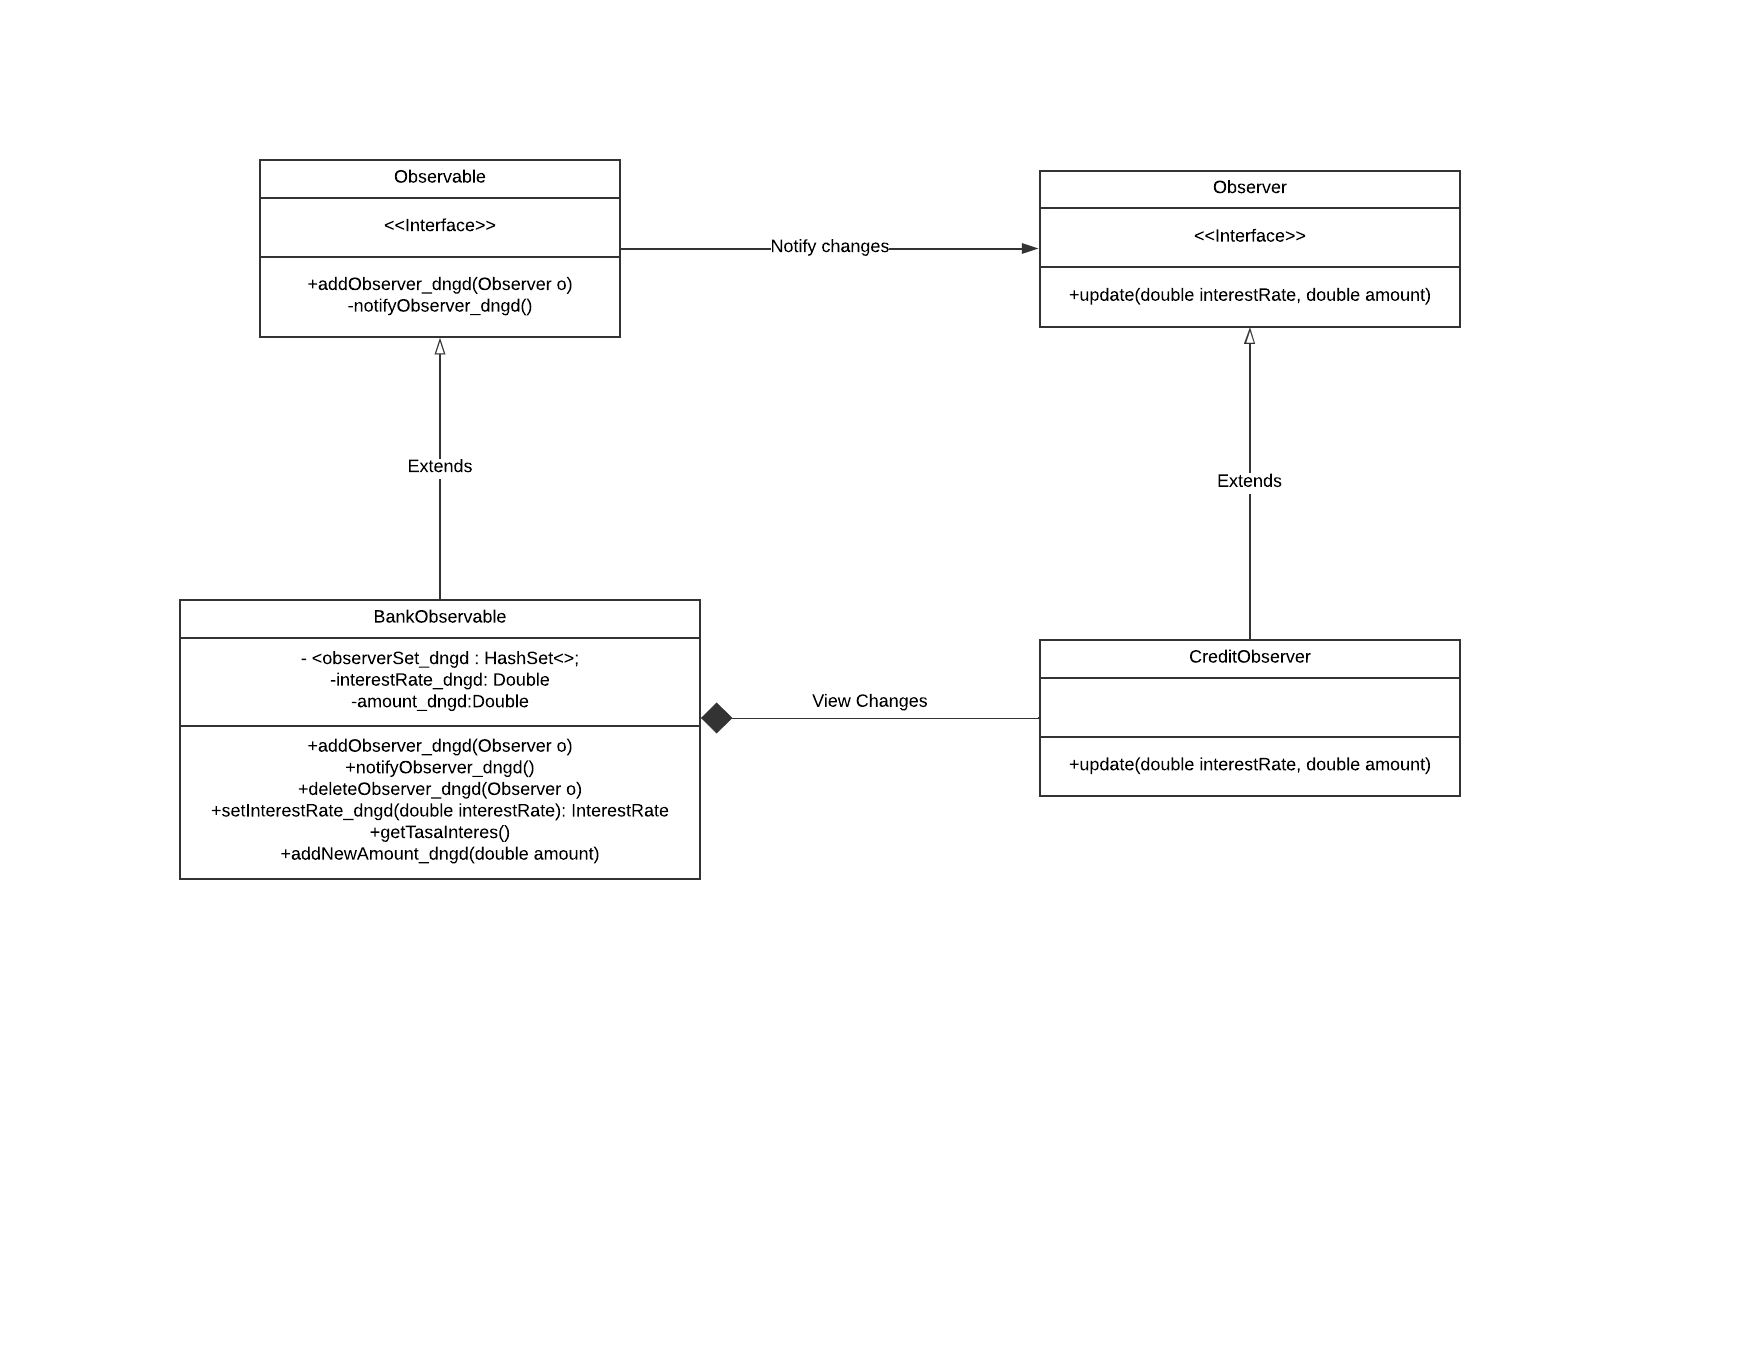 Observable
<<Interface>>
+addObserver_dngd(Observer o)
-notifyObserver_dngd()
Notify changes
Observer
<<Interface>>
+update(double interestRate, double amount)
Extends
Extends
BankObservable
- <observerSet_dngd : HashSet<>;
-interestRate_dngd: Double
-amount_dngd:Double
+addObserver_dngd(Observer o)
+notifyObserver_dngd()
+deleteObserver_dngd(Observer o)
+setInterestRate_dngd(double interestRate): InterestRate
+getTasaInteres()
+addNewAmount_dngd(double amount)
View Changes
CreditObserver
+update(double interestRate, double amount)